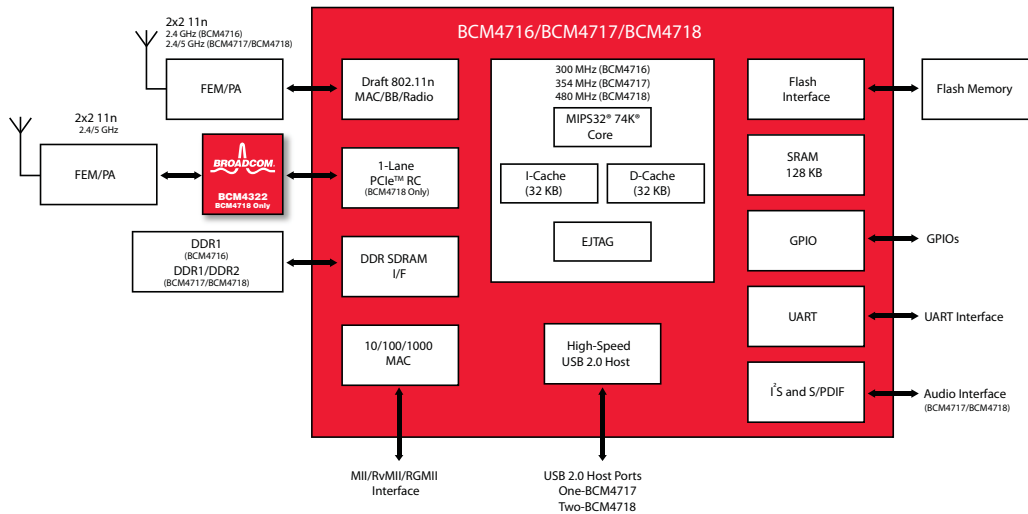 BCM4716/BCM4717/BCM4718
2x2 11n
2.4 GHz (BCM4716)
2.4/5 GHz (BCM4717/BCM4718)
FEM/PA
Draft 802.11n
MAC/BB/Radio
2x2 11n
2.4/5 GHz
FEM/PA
BROADCOM.
BCM4322
BCM4718 Only
1-Lane
PCIe™ RC
(BCM4718 Only)
DDR1
(BCM4716)
DDR1/DDR2
(BCM4717/BCM4718)
DDR SDRAM
I/F
10/100/1000
MAC
MII/RvMII/RGMII
Interface
300 MHz (BCM4716)
354 MHz (BCM4717)
480 MHz (BCM4718)
MIPS32® 74K®
Core
I-Cache
(32 KB)
D-Cache
(32 KB)
EJTAG
High-Speed
USB 2.0 Host
USB 2.0 Host Ports
One-BCM4717
Two-BCM4718
Flash
Interface
Flash Memory
SRAM
128 KB
GPIO
GPIOs
UART
UART Interface
I²S and S/PDIF
Audio Interface
(BCM4717/BCM4718)